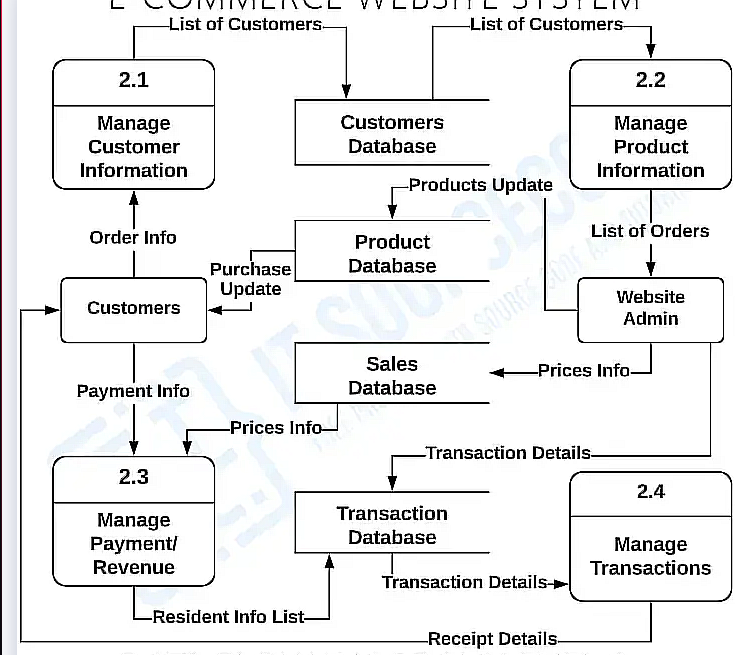 E-COMMERCE WEBSITE SYSTEM
List of Customers
List of Customers
2.1
Manage
Customer
Information
Customers
Database
2.2
Manage
Product
Information
Products Update
Order Info
Product
Database
List of Orders
Purchase
Update
Customers
Website
Admin
Sales
Database
Prices Info
Payment Info
Prices Info
Transaction Details
2.3
Manage
Payment/
Revenue
Transaction
Database
2.4
Manage
Transactions
Transaction Details
Resident Info List
Receipt Details